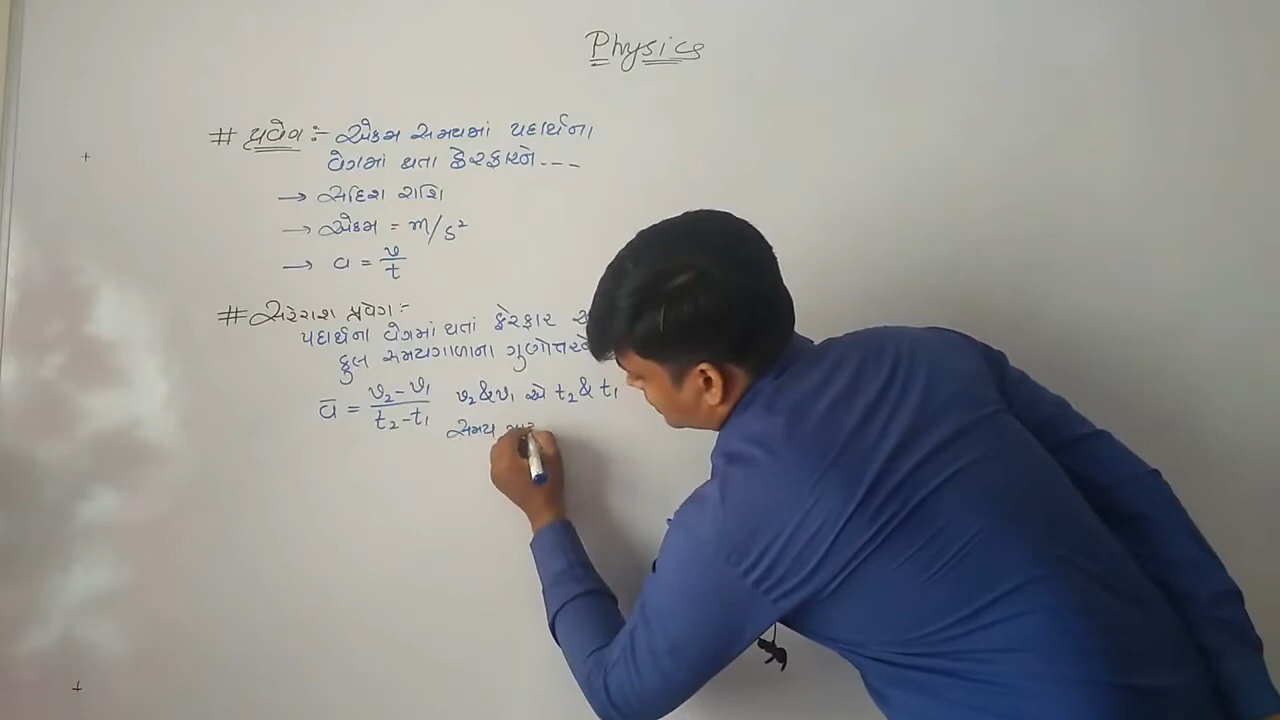 Physics
# પ્રવેગ :- એકમ સમયમાં પદાર્થના
વેગમાં થતા ફેરફારને ---
→ સદિશ રાશિ
→ એકમ = m/s²
→ a = v/t
# સરેરાશ પ્રવેગ :-
પદાર્થના વેગમાં થતાં ફેરફાર
કુલ સમયગાળાના ગુણોત્તરને
a̅ = v₂-v₁/t₂-t₁ v₂&v₁ એ t₂& t₁
સમય